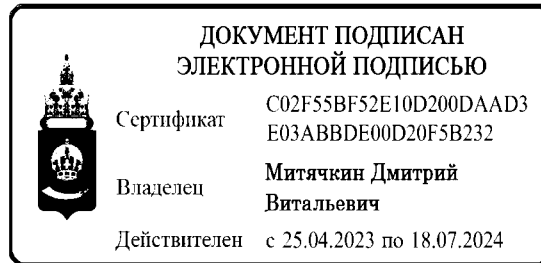 ДОКУМЕНТ ПОДПИСАН
ЭЛЕКТРОННОЙ ПОДПИСЬЮ
Сертификат C02F55BF52E10D200DAAD3
E03ABBDE00D20F5B232
Владелец Митячкин Дмитрий
Витальевич
Действителен с 25.04.2023 по 18.07.2024